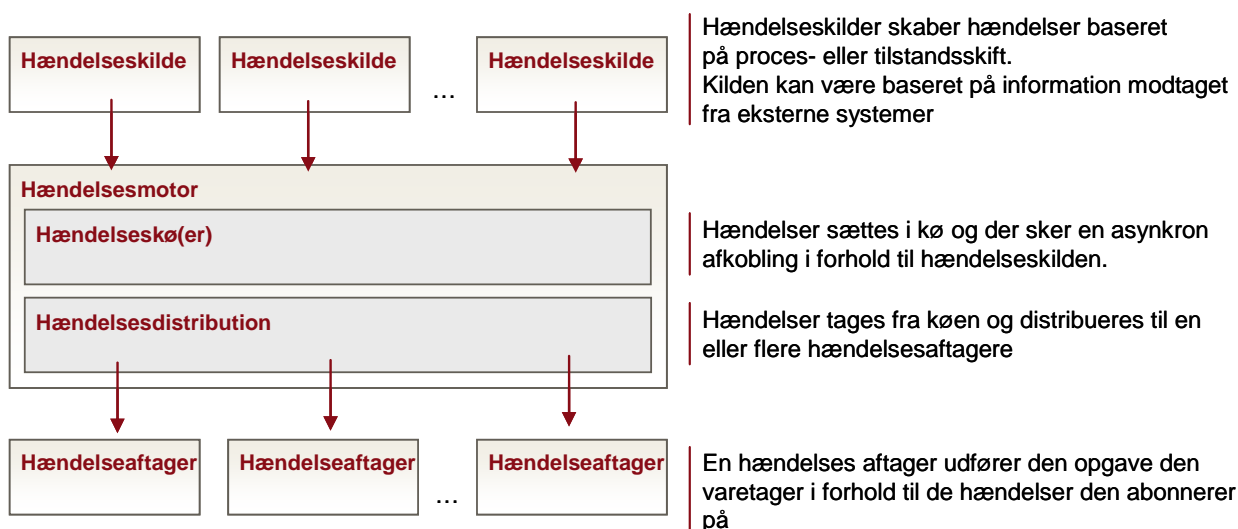 Hændelseskilde Hændelseskilde ... Hændelseskilde
Hændelseskilder skaber hændelser baseret
på proces- eller tilstandsskift.
Kilden kan være baseret på information modtaget
fra eksterne systemer
Hændelsesmotor
Hændelseskø(er)
Hændelser sættes i kø og der sker en asynkron
afkobling i forhold til hændelseskilden.
Hændelsesdistribution
Hændelser tages fra køen og distribueres til en
eller flere hændelsesaftagere
Hændelseaftager Hændelseaftager ... Hændelseaftager
En hændelses aftager udfører den opgave den
varetager i forhold til de hændelser den abonnerer
på